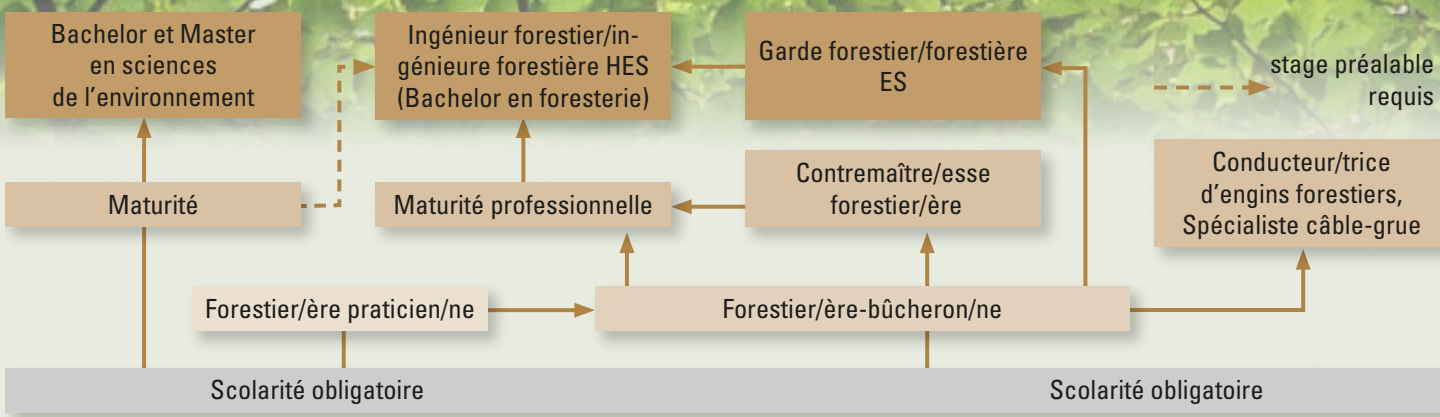 Bachelor et Master
en sciences
de l'environnement
Ingénieur forestier/in-
génieure forestière HES
(Bachelor en foresterie)
Garde forestier/forestière
ES
stage préalable
requis
Maturité
Maturité professionnelle
Contremaître/esse
forestier/ère
Conducteur/trice
d'engins forestiers,
Spécialiste câble-grue
Forestier/ère praticien/ne
Forestier/ère-bûcheron/ne
Scolarité obligatoire
Scolarité obligatoire